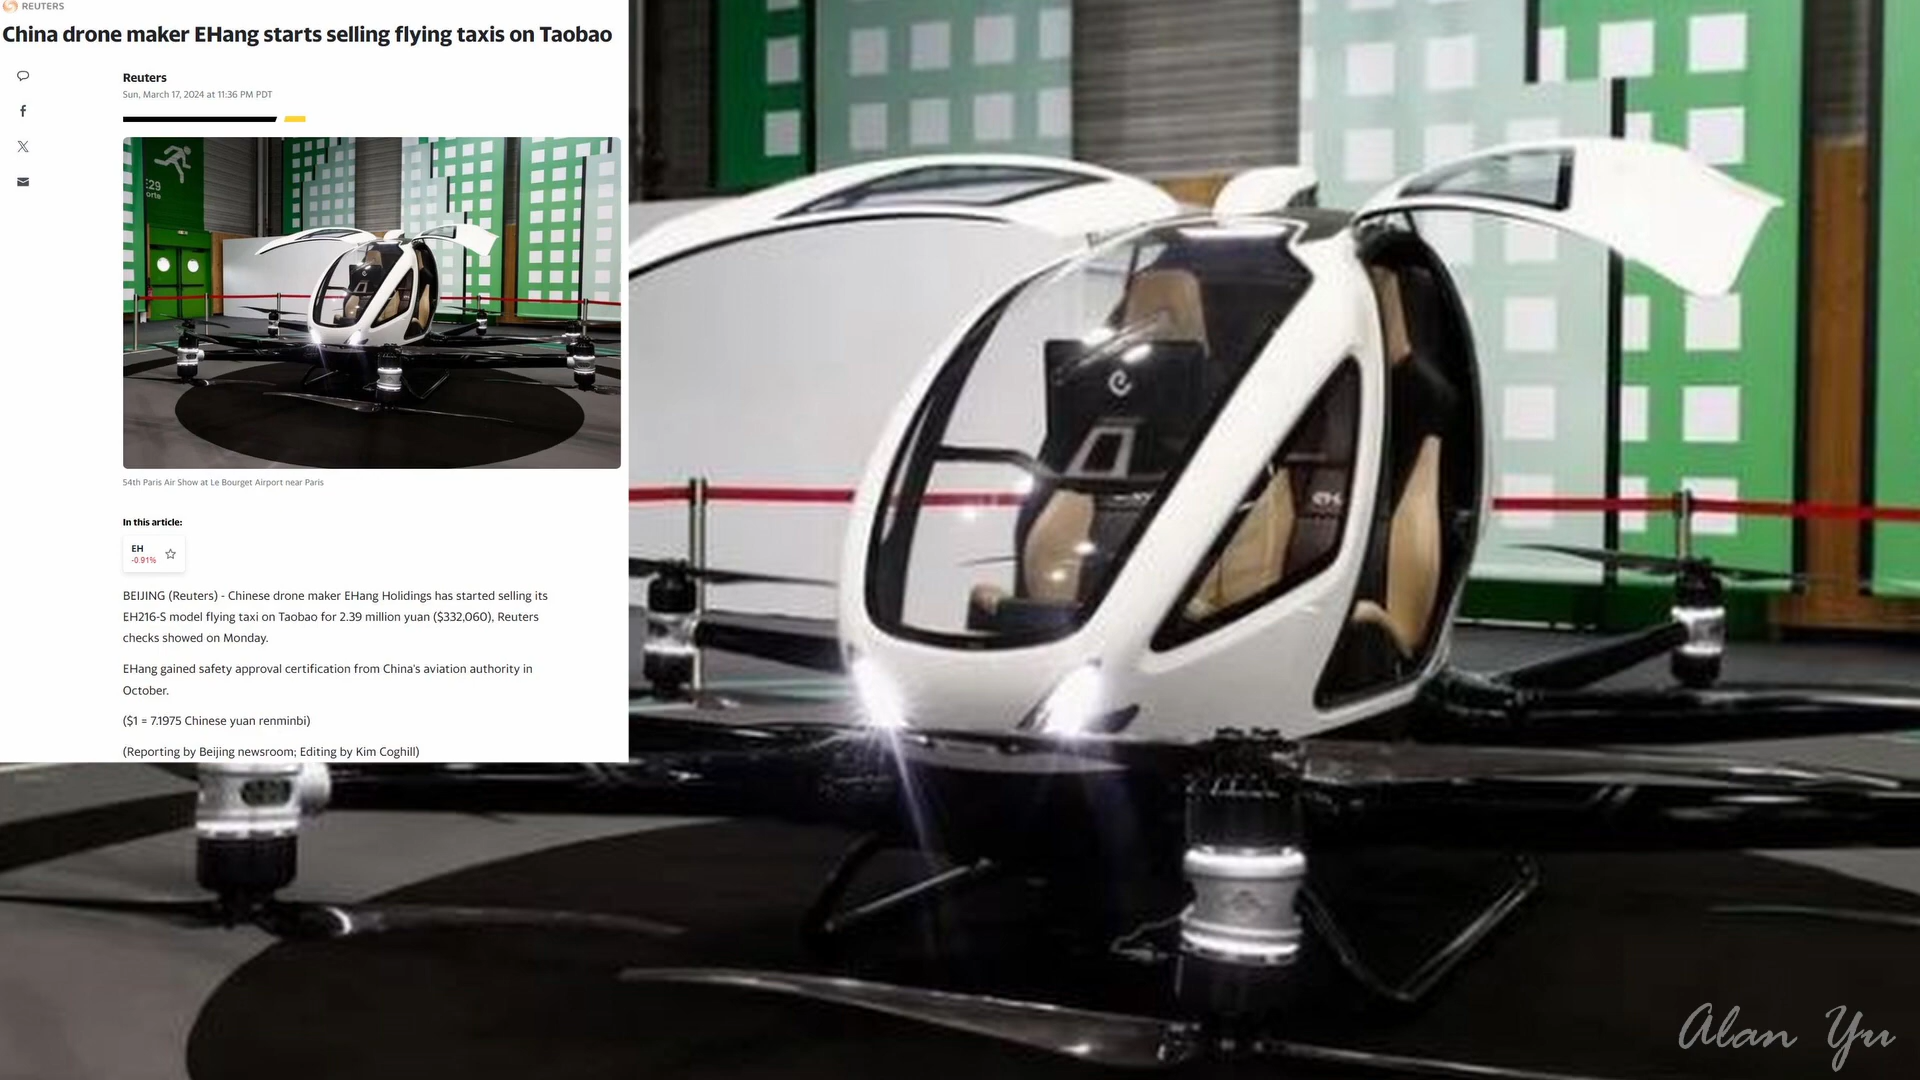 REUTERS
China drone maker EHang starts selling flying taxis on Taobao
Reuters
Sun, March 17, 2024 at 11:36 PM PDT
E29
orte
54th Paris Air Show at Le Bourget Airport near Paris
In this article:
EH
-0.91%
BEIJING (Reuters) - Chinese drone maker EHang Holidings has started selling its
EH216-S model flying taxi on Taobao for 2.39 million yuan ($332,060), Reuters
checks showed on Monday.
EHang gained safety approval certification from China's aviation authority in
October.
($1 = 7.1975 Chinese yuan renminbi)
(Reporting by Beijing newsroom; Editing by Kim Coghill)
Alan Yu